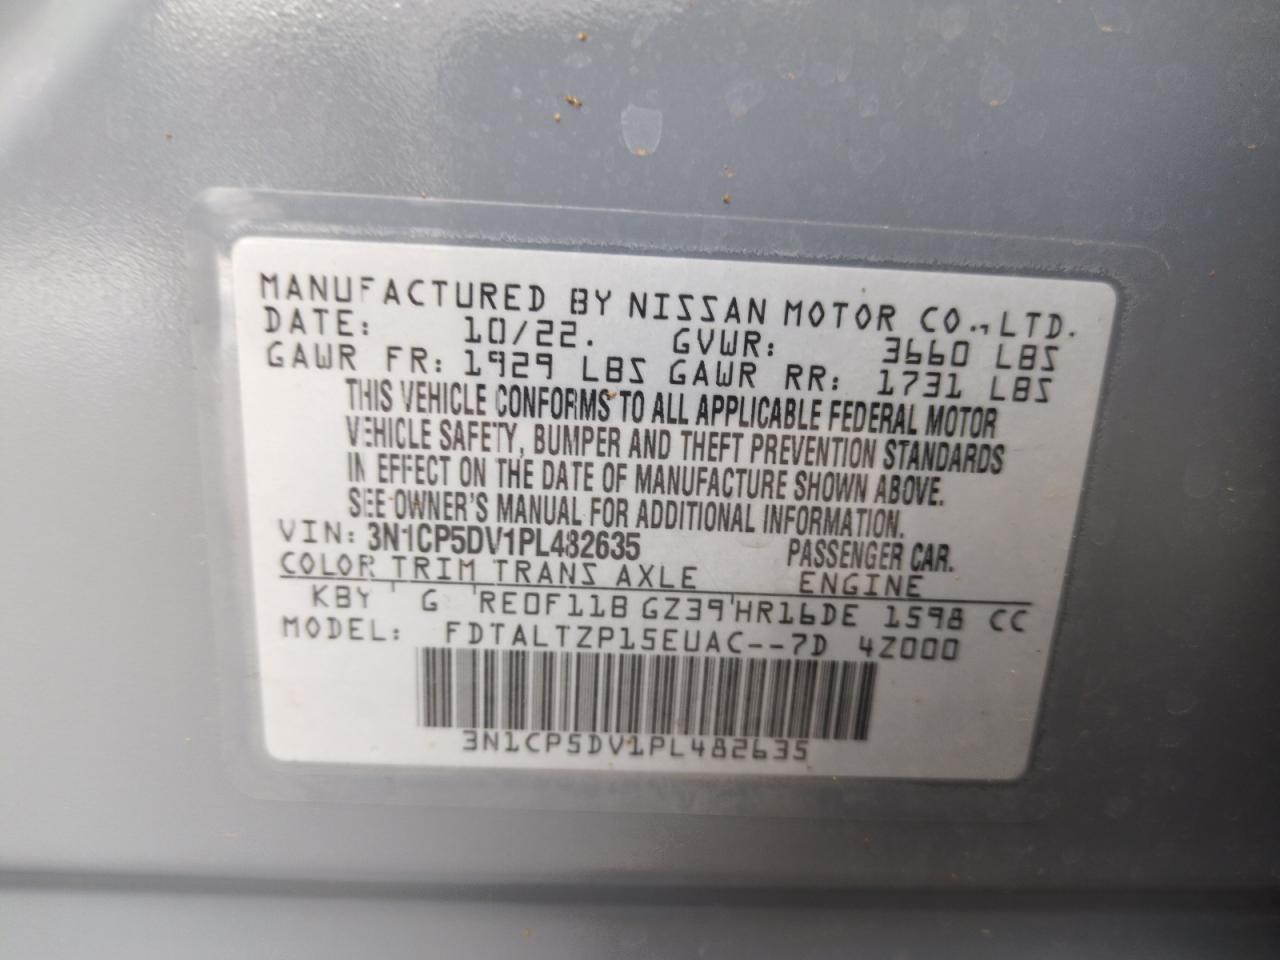 MANUFACTURED BY NISSAN MOTOR CO.,LTD.
DATE: 10/22. GVWR: 3660 LBS
GAWR FR: 1929 LBS GAWR RR: 1731 LBS
THIS VEHICLE CONFORMS TO ALL APPLICABLE FEDERAL MOTOR
VEHICLE SAFETY, BUMPER AND THEFT PREVENTION STANDARDS
IN EFFECT ON THE DATE OF MANUFACTURE SHOWN ABOVE.
SEE OWNER'S MANUAL FOR ADDITIONAL INFORMATION.
VIN: 3N1CP5DV1PL482635 PASSENGER CAR.
COLOR TRIM TRANS AXLE ENGINE
KBY ' G 'RE0F11B GZ39'HR16DE 1598 CC
MODEL: FDTALTZP15EUAC--7D 4Z000
3N1CP5DV1PL482635